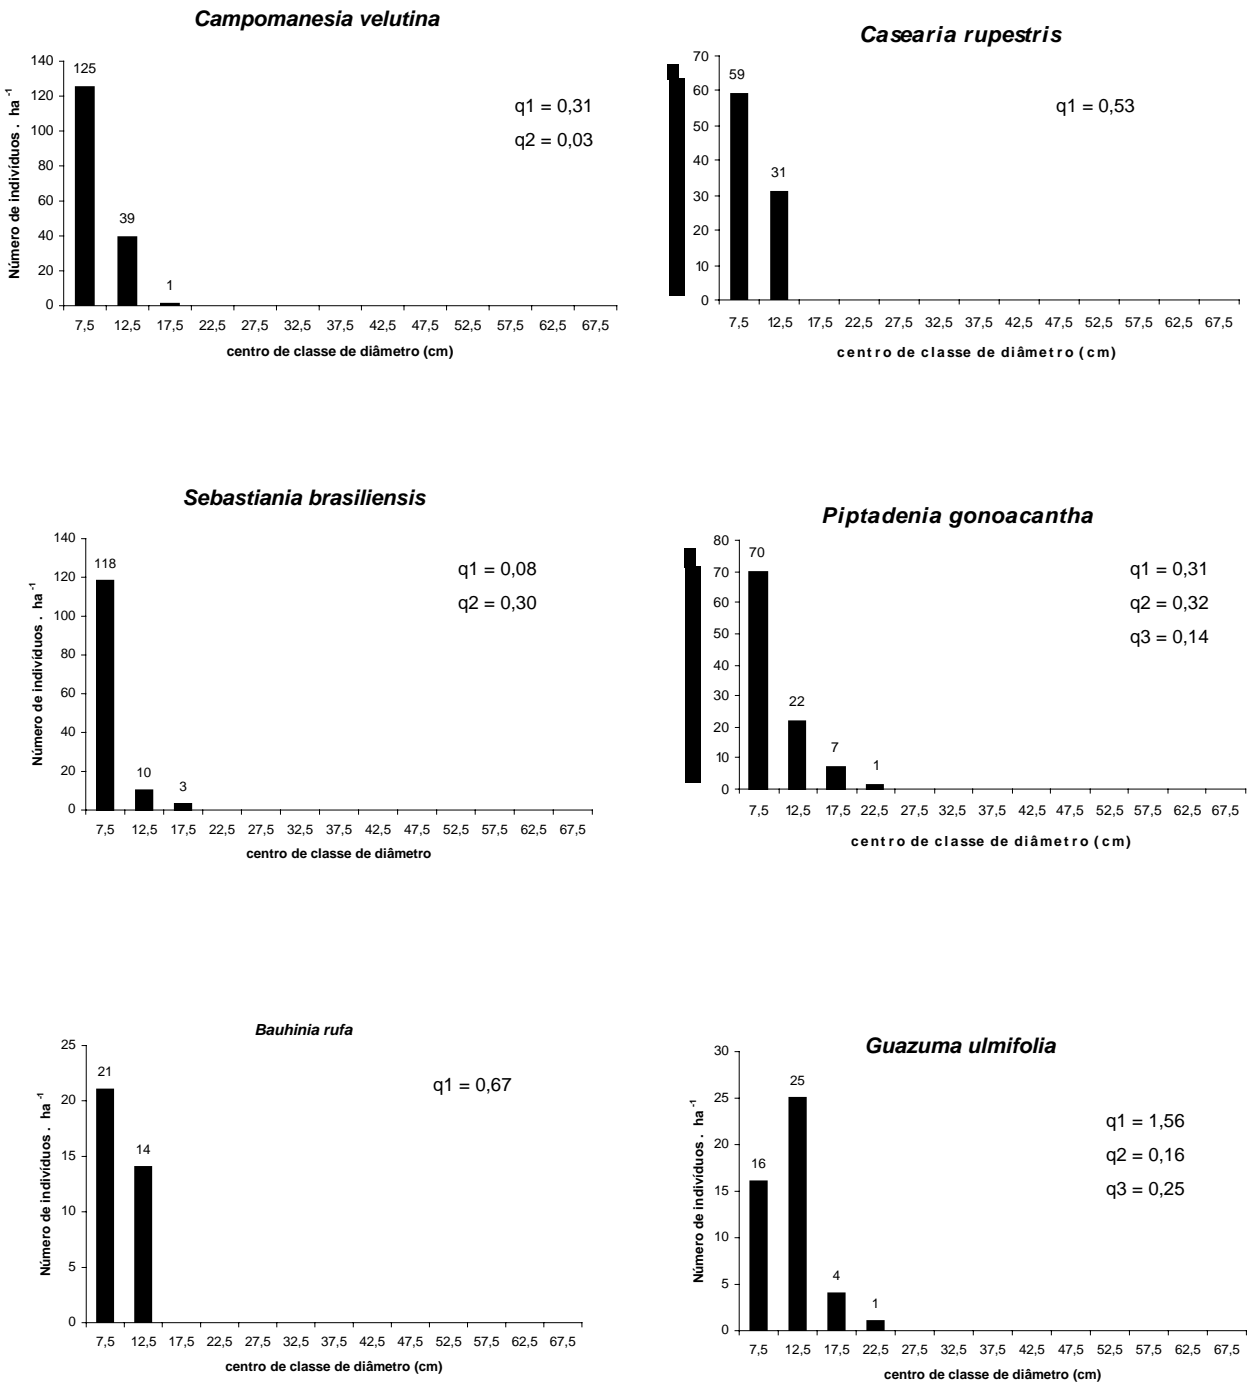 Campomanesia velutina
140
120
100
80
60
40
20
0
Número de indivíduos . ha -1
125
39
1
q1 = 0,31
q2 = 0,03
7,5 12,5 17,5 22,5 27,5 32,5 37,5 42,5 47,5 52,5 57,5 62,5 67,5
centro de classe de diâmetro (cm)
Casearia rupestris
70
60
50
40
30
20
10
0
59
31
q1 = 0,53
7,5 12,5 17,5 22,5 27,5 32,5 37,5 42,5 47,5 52,5 57,5 62,5 67,5
centro de classe de diâmetro (cm)
Sebastiania brasiliensis
140
120
100
80
60
40
20
0
Número de indivíduos . ha -1
118
10
3
q1 = 0,08
q2 = 0,30
7,5 12,5 17,5 22,5 27,5 32,5 37,5 42,5 47,5 52,5 57,5 62,5 67,5
centro de classe de diâmetro
Piptadenia gonoacantha
80
70
60
50
40
30
20
10
0
70
22
7
1
q1 = 0,31
q2 = 0,32
q3 = 0,14
7,5 12,5 17,5 22,5 27,5 32,5 37,5 42,5 47,5 52,5 57,5 62,5 67,5
centro de classe de diâmetro (cm)
Bauhinia rufa
25
20
15
10
5
0
Número de indivíduos . ha -1
21
14
q1 = 0,67
7,5 12,5 17,5 22,5 27,5 32,5 37,5 42,5 47,5 52,5 57,5 62,5 67,5
centro de classe de diâmetro (cm)
Guazuma ulmifolia
30
25
20
15
10
5
0
Número de indivíduos . ha -1
16
25
4
1
q1 = 1,56
q2 = 0,16
q3 = 0,25
7,5 12,5 17,5 22,5 27,5 32,5 37,5 42,5 47,5 52,5 57,5 62,5 67,5
centro de classe de diâmetro (cm)